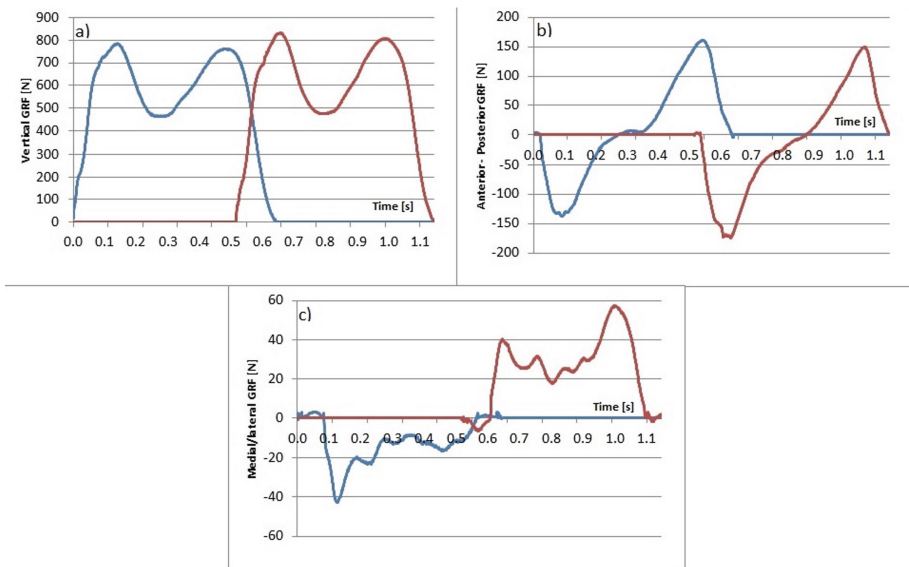 a)
Vertical GRF [N]
900
800
700
600
500
400
300
200
100
0
Time [s]
0.0 0.1 0.2 0.3 0.4 0.5 0.6 0.7 0.8 0.9 1.0 1.1
b)
Anterior - Posterior GRF [N]
200
150
100
50
0
-50
-100
-150
-200
Time [s]
0.0 0.1 0.2 0.3 0.4 0.5 0.6 0.7 0.8 0.9 1.0 1.1
c)
Medial/lateral GRF [N]
60
40
20
0
-20
-40
-60
Time [s]
0.0 0.1 0.2 0.3 0.4 0.5 0.6 0.7 0.8 0.9 1.0 1.1